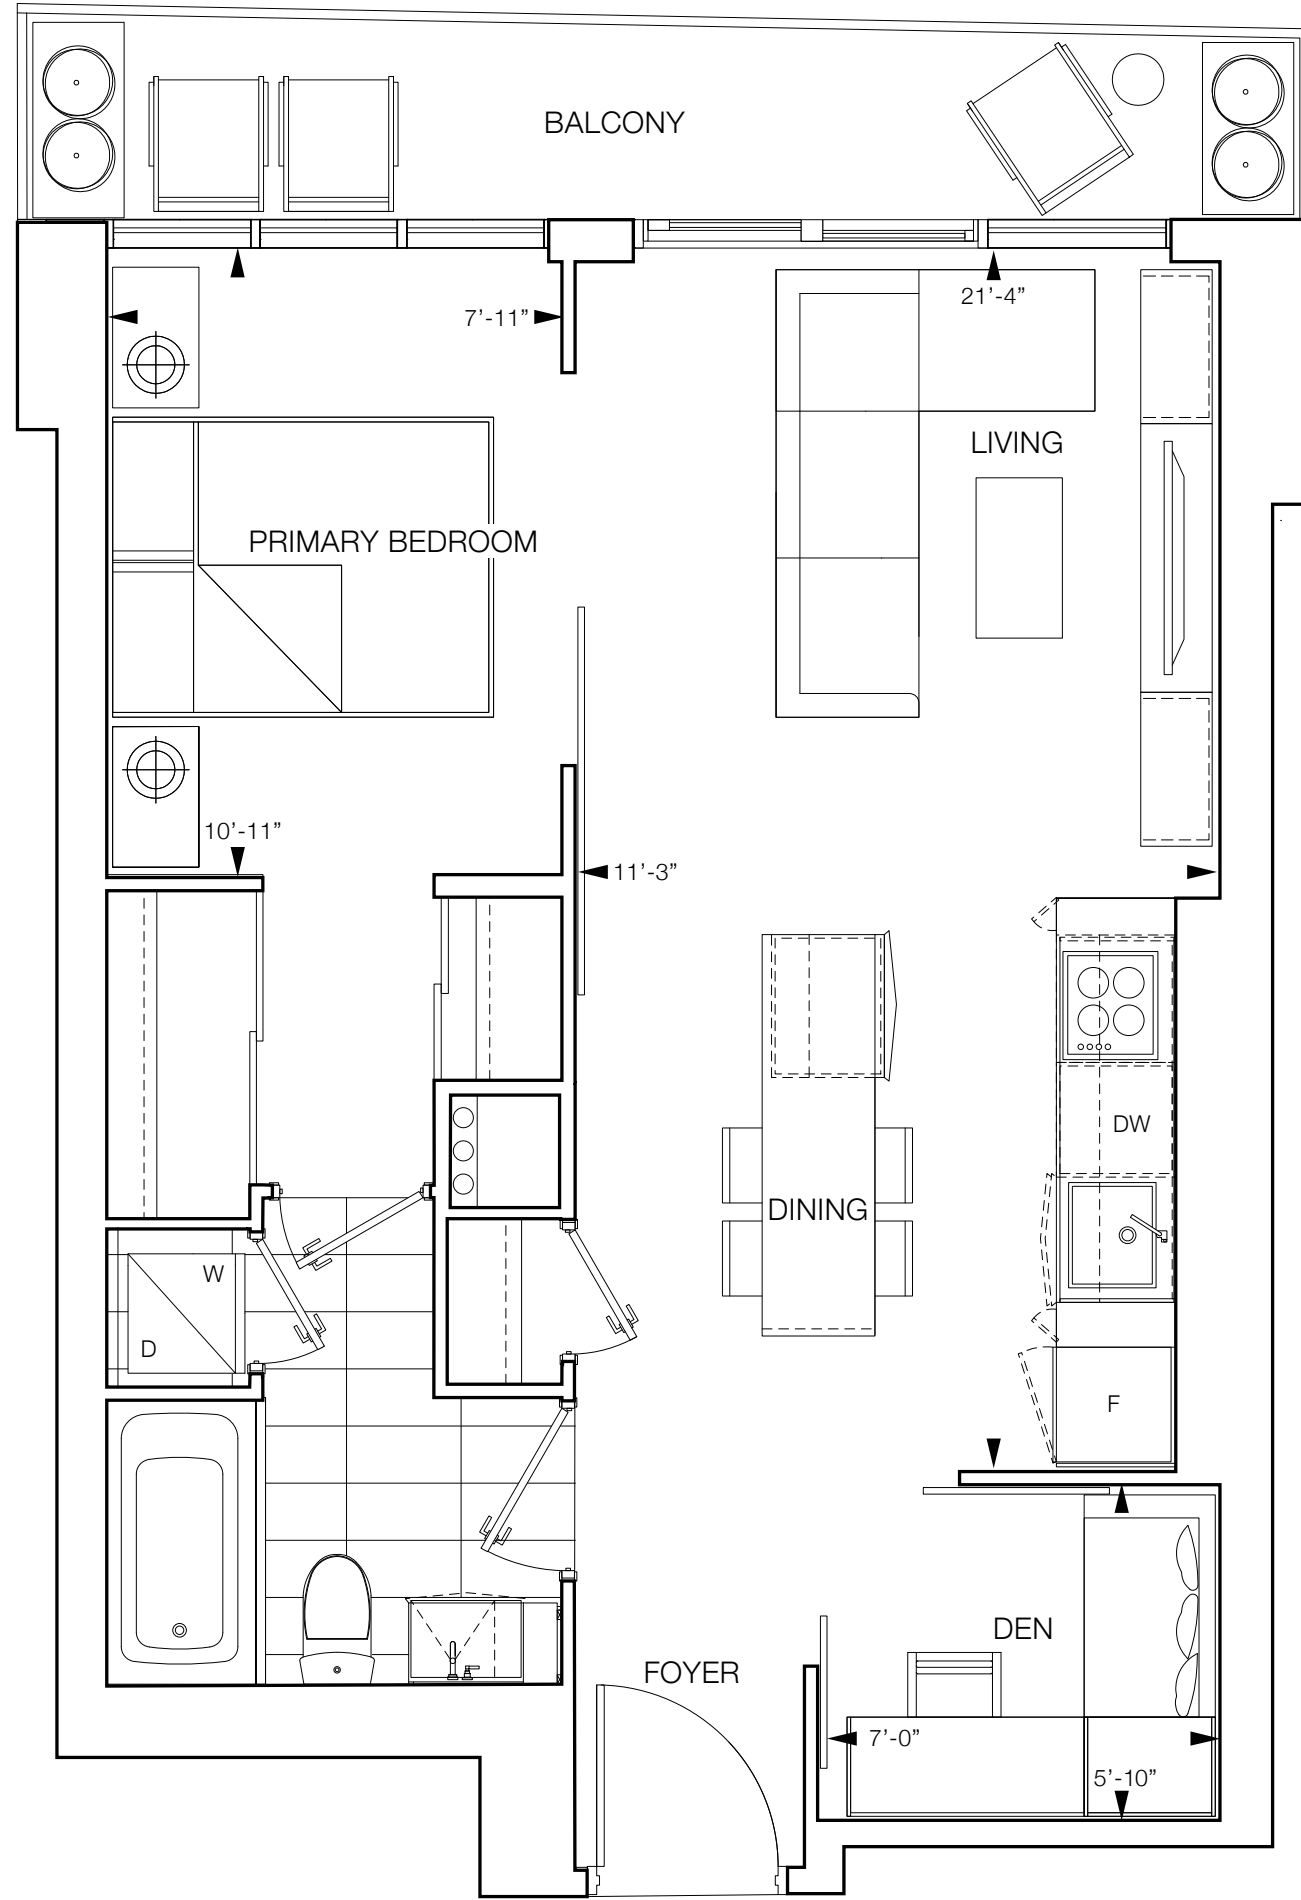 BALCONY
7’-11”
21’-4”
LIVING
PRIMARY BEDROOM
10’-11”
11’-3”
DW
DINING
W
D
F
DEN
FOYER
7’-0”
5’-10”